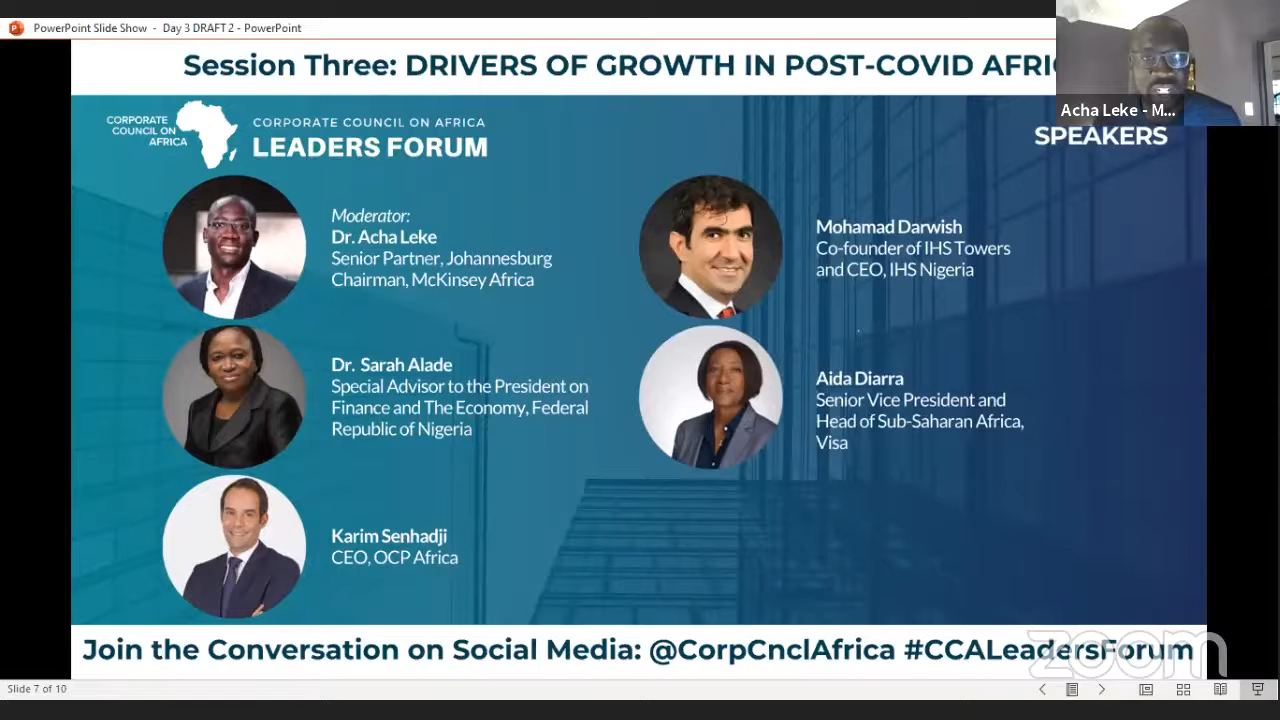 PowerPoint Slide Show - Day 3 DRAFT 2 - PowerPoint
Session Three: DRIVERS OF GROWTH IN POST-COVID AFRI
Acha Leke - M...
CORPORATE
COUNCIL ON
AFRICA
CORPORATE COUNCIL ON AFRICA
LEADERS FORUM
SPEAKERS
Moderator:
Dr. Acha Leke
Senior Partner, Johannesburg
Chairman, McKinsey Africa
Mohamad Darwish
Co-founder of IHS Towers
and CEO, IHS Nigeria
Dr. Sarah Alade
Special Advisor to the President on
Finance and The Economy, Federal
Republic of Nigeria
Aida Diarra
Senior Vice President and
Head of Sub-Saharan Africa,
Visa
Karim Senhadji
CEO, OCP Africa
Join the Conversation on Social Media: @CorpCnclAfrica #CCALeadersForum
zoom
Slide 7 of 10